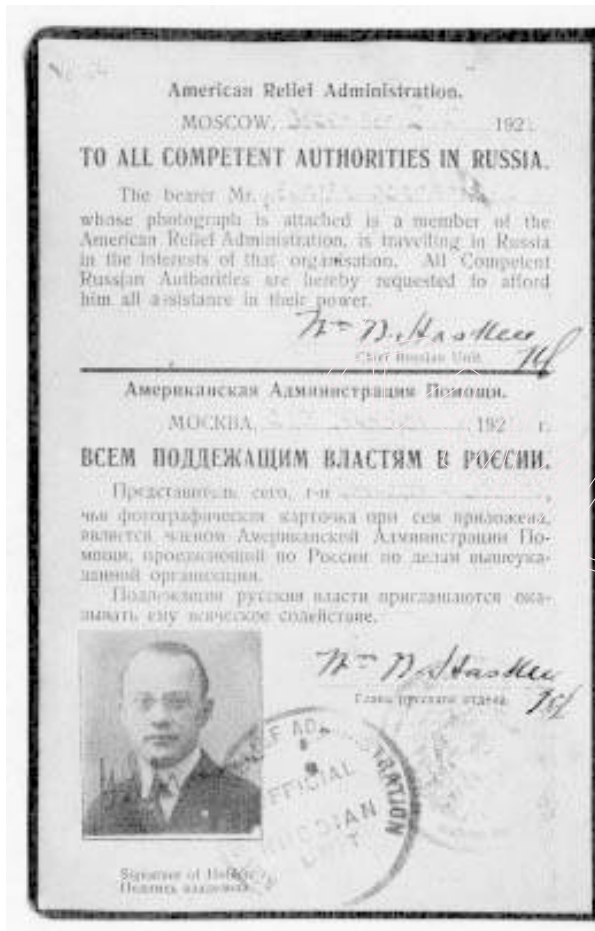 American Relief Administration.
MOSCOW, 192
TO ALL COMPETENT AUTHORITIES IN RUSSIA.
The bearer Mr.
whose photograph is attached is a member of the
American Relief Administration, is travelling in Russia
in the interests of that organisation. All Competent
Russian Authorities are hereby requested to afford
him all assistance in their power.
Wm N. Haskell
Chief Russian Unit
Американская Администрация Помощи.
МОСКВА, 192 г.
ВСЕМ ПОДЛЕЖАЩИМ ВЛАСТЯМ В РОССИИ.
Представитель сего, г-н
чья фотографическая карточка при сем приложена,
является членом Американской Администрации По-
мощи, проезжающий по России по делам вышеука-
занной организации.
Подлежащия русския власти приглашаются ока-
зывать ему всяческое содействие.
Wm N. Haskell
Глава русского отдела
OFFICIAL
RUSSIAN
UNIT
Signature of Holder
Подпись владельца